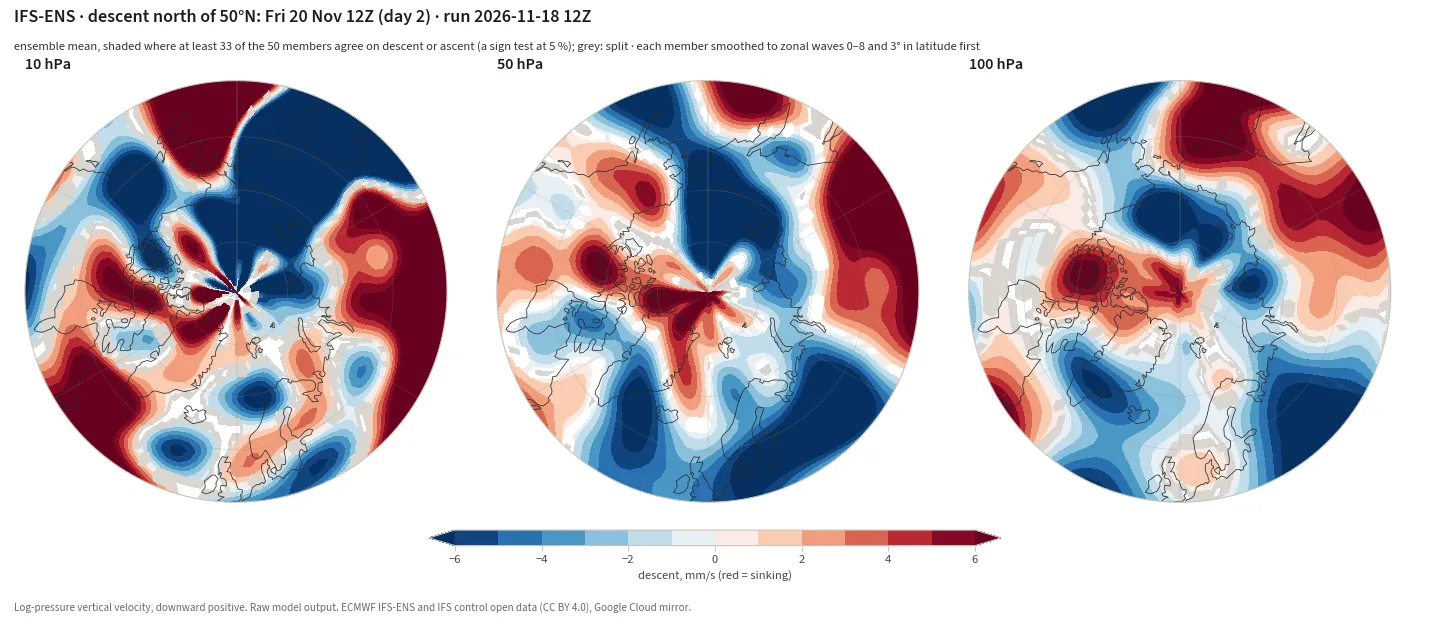 IFS-ENS · descent north of 50°N: Fri 20 Nov 12Z (day 2) · run 2026-11-18 12Z
ensemble mean, shaded where at least 33 of the 50 members agree on descent or ascent (a sign test at 5 %); grey: split · each member smoothed to zonal waves 0–8 and 3° in latitude first
10 hPa 50 hPa 100 hPa
−6 −4 −2 0 2 4 6
descent, mm/s (red = sinking)
Log-pressure vertical velocity, downward positive. Raw model output. ECMWF IFS-ENS and IFS control open data (CC BY 4.0), Google Cloud mirror.